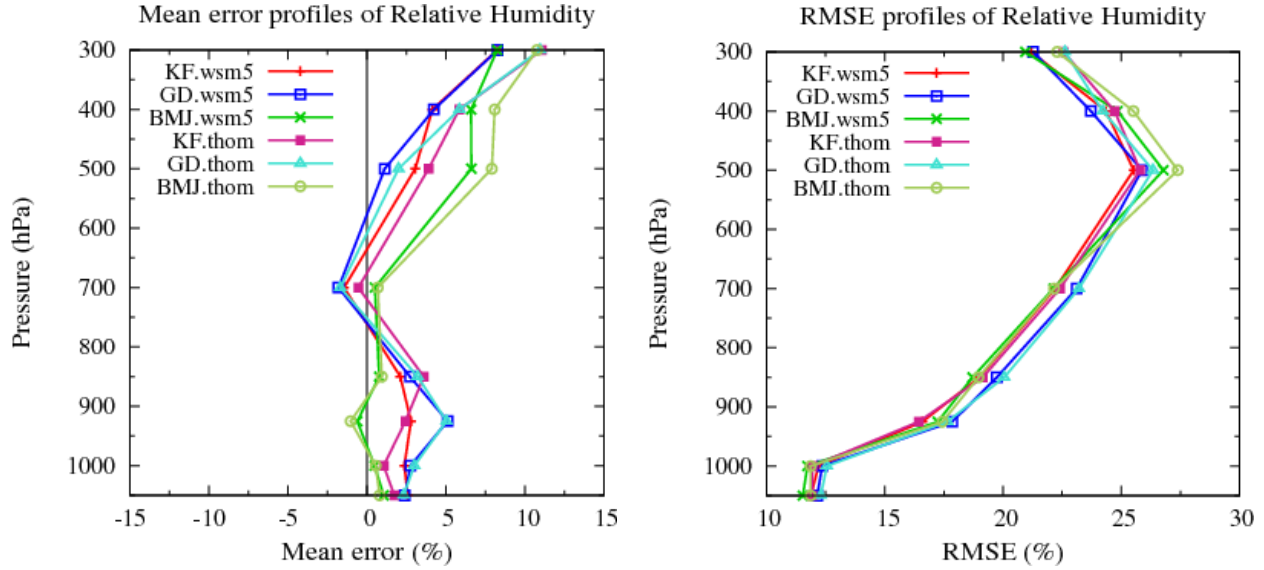 Mean error profiles of Relative Humidity
300
400
500
600
700
800
900
1000
Pressure (hPa)
KF.wsm5
GD.wsm5
BMJ.wsm5
KF.thom
GD.thom
BMJ.thom
-15
-10
-5
0
5
10
15
Mean error (%)
RMSE profiles of Relative Humidity
300
400
500
600
700
800
900
1000
Pressure (hPa)
KF.wsm5
GD.wsm5
BMJ.wsm5
KF.thom
GD.thom
BMJ.thom
10
15
20
25
30
RMSE (%)